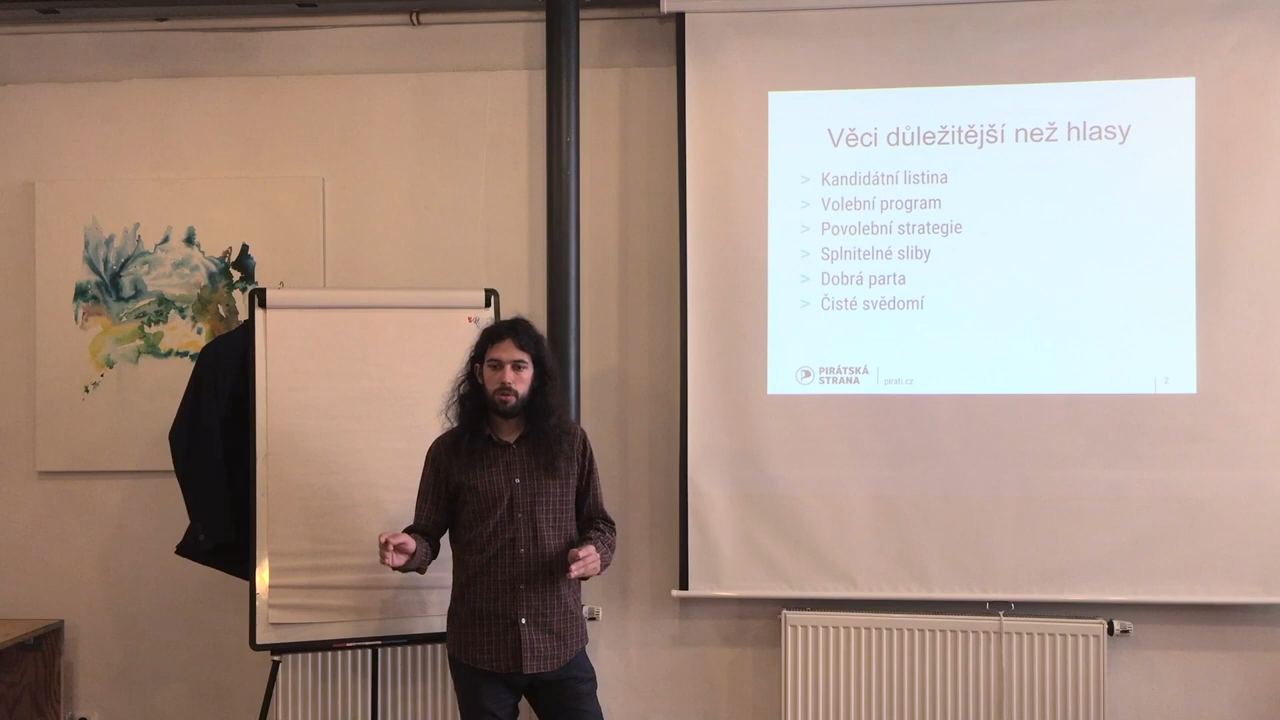 Věci důležitější než hlasy
> Kandidátní listina
> Volební program
> Povolební strategie
> Splnitelné sliby
> Dobrá parta
> Čisté svědomí
PIRÁTSKÁ
STRANA
pirati.cz
2